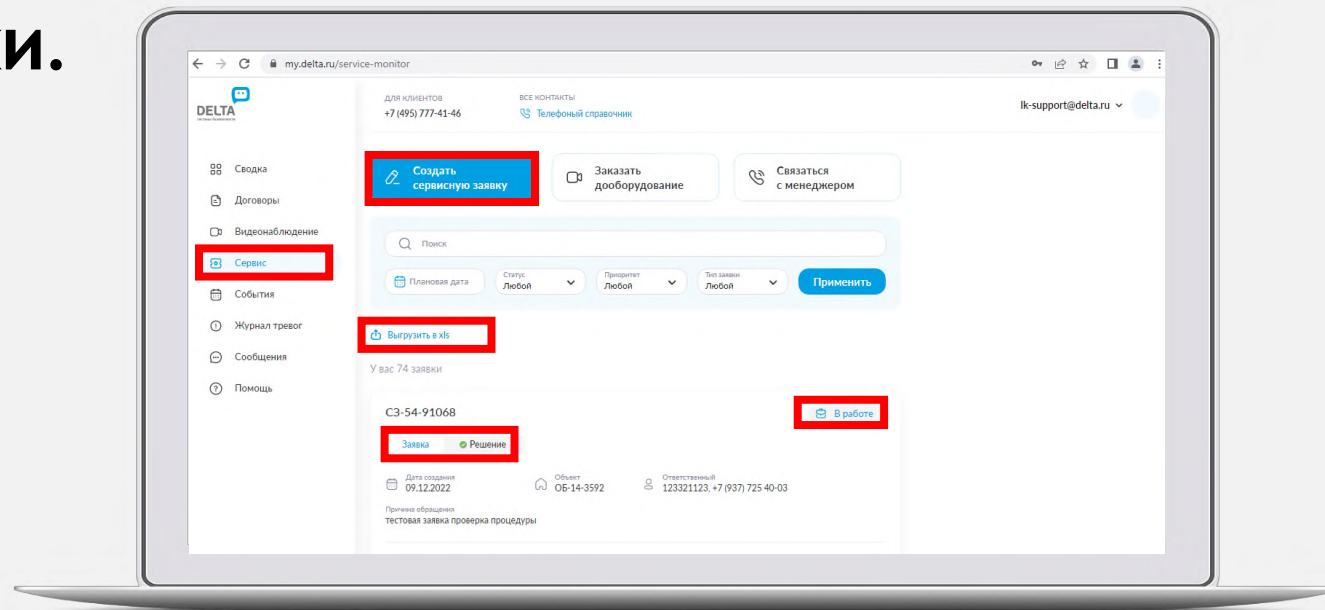 ки.
my.delta.ru/service-monitor
DELTA
для клиентов
+7 (495) 777-41-46
все контакты
Телефоный справочник
lk-support@delta.ru
Сводка
Договоры
Видеонаблюдение
Сервис
События
Журнал тревог
Сообщения
Помощь
Создать
сервисную заявку
Заказать
дооборудование
Связаться
с менеджером
Поиск
Плановая дата
Статус
Любой
Приоритет
Любой
Тип заявки
Любой
Применить
Выгрузить в xls
У вас 74 заявки
СЗ-54-91068
В работе
Заявка
Решение
Дата создания
09.12.2022
Объект
ОБ-14-3592
Ответственный
123321123, +7 (937) 725 40-03
Причина обращения
тестовая заявка проверка процедуры